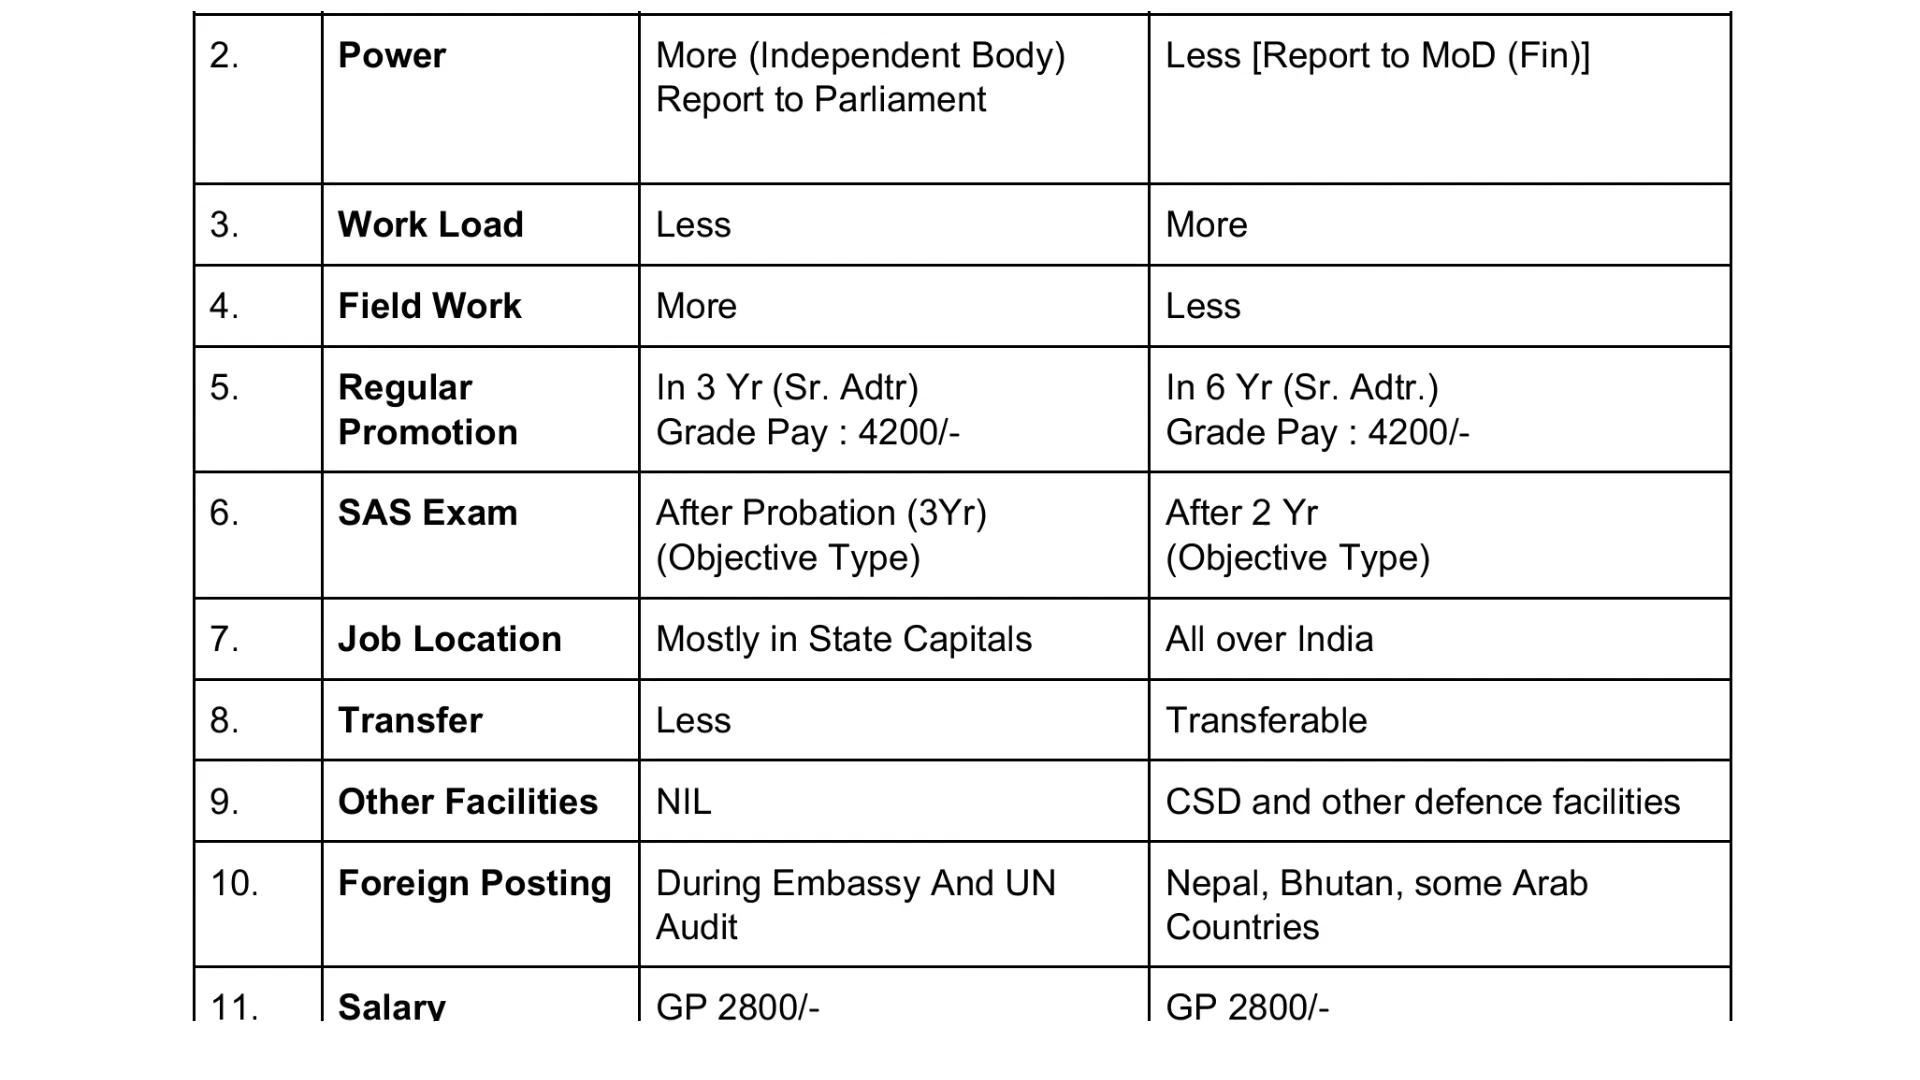 2. Power More (Independent Body) Less [Report to MoD (Fin)]
Report to Parliament
3. Work Load Less More
4. Field Work More Less
5. Regular In 3 Yr (Sr. Adtr) In 6 Yr (Sr. Adtr.)
Promotion Grade Pay : 4200/- Grade Pay : 4200/-
6. SAS Exam After Probation (3Yr) After 2 Yr
(Objective Type) (Objective Type)
7. Job Location Mostly in State Capitals All over India
8. Transfer Less Transferable
9. Other Facilities NIL CSD and other defence facilities
10. Foreign Posting During Embassy And UN Nepal, Bhutan, some Arab
Audit Countries
11. Salary GP 2800/- GP 2800/-